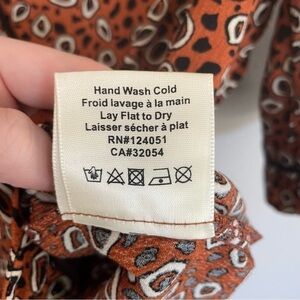 Hand Wash Cold
Froid lavage à la main
Lay Flat to Dry
Laisser sécher à plat
RN#124051
CA#32054